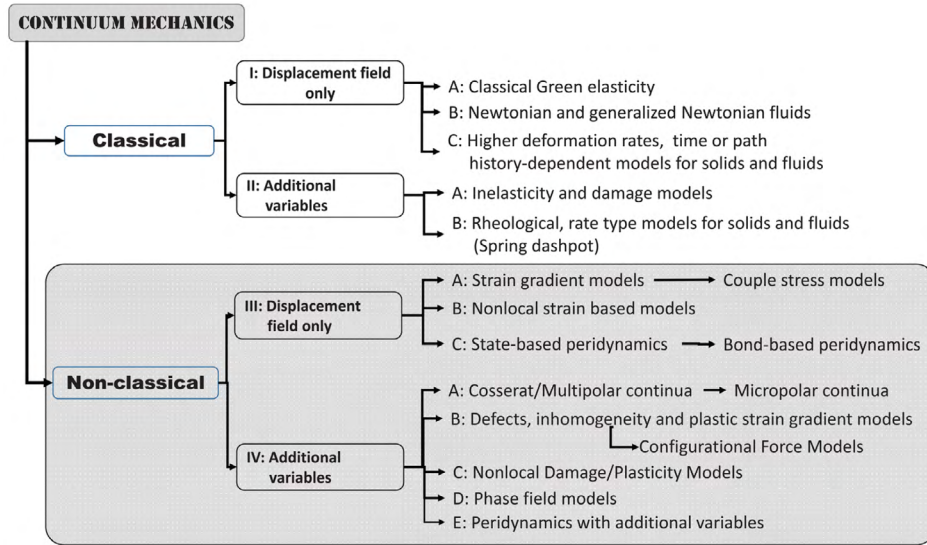 CONTINUUM MECHANICS
Classical
I: Displacement field
only
A: Classical Green elasticity
B: Newtonian and generalized Newtonian fluids
C: Higher deformation rates, time or path
history-dependent models for solids and fluids
II: Additional
variables
A: Inelasticity and damage models
B: Rheological, rate type models for solids and fluids
(Spring dashpot)
Non-classical
III: Displacement
field only
A: Strain gradient models
Couple stress models
B: Nonlocal strain based models
C: State-based peridynamics
Bond-based peridynamics
IV: Additional
variables
A: Cosserat/Multipolar continua
Micropolar continua
B: Defects, inhomogeneity and plastic strain gradient models
Configurational Force Models
C: Nonlocal Damage/Plasticity Models
D: Phase field models
E: Peridynamics with additional variables